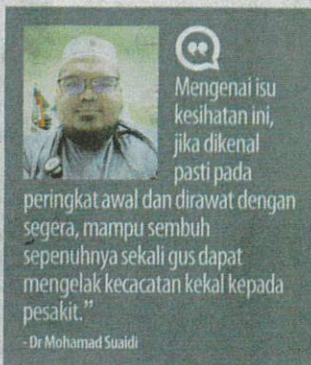 Mengenai isu
kesihatan ini,
jika dikenal
pasti pada
peringkat awal dan dirawat dengan
segera, mampu sembuh
sepenuhnya sekali gus dapat
mengelak kecacatan kekal kepada
pesakit.”
- Dr Mohamad Suaidi